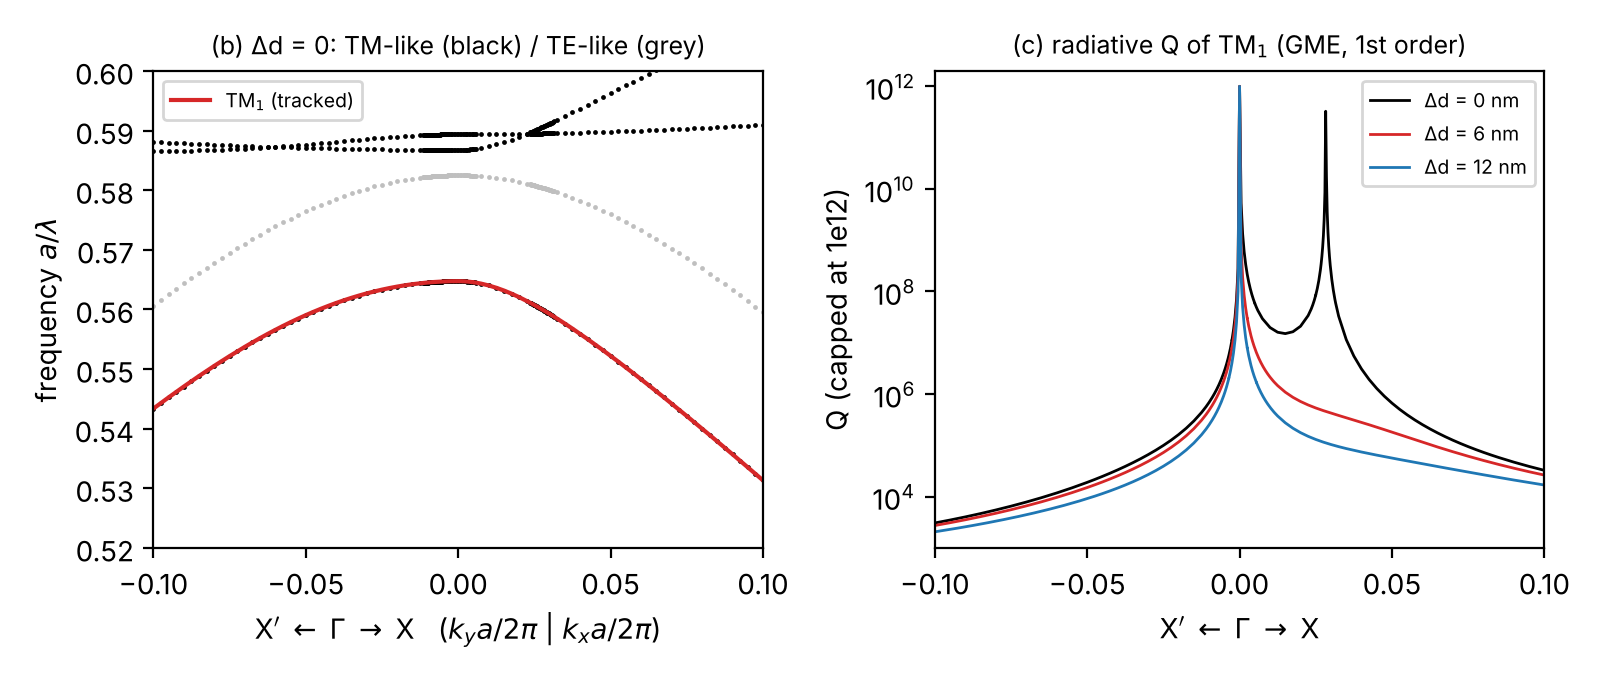 (b) Δd = 0: TM-like (black) / TE-like (grey)
TM₁ (tracked)
0.60
0.59
0.58
0.57
0.56
0.55
0.54
0.53
0.52
frequency a/λ
−0.10
−0.05
0.00
0.05
0.10
X′ ← Γ → X (k_y a/2π | k_x a/2π)
(c) radiative Q of TM₁ (GME, 1st order)
Δd = 0 nm
Δd = 6 nm
Δd = 12 nm
10¹²
10¹⁰
10⁸
10⁶
10⁴
Q (capped at 1e12)
−0.10
−0.05
0.00
0.05
0.10
X′ ← Γ → X